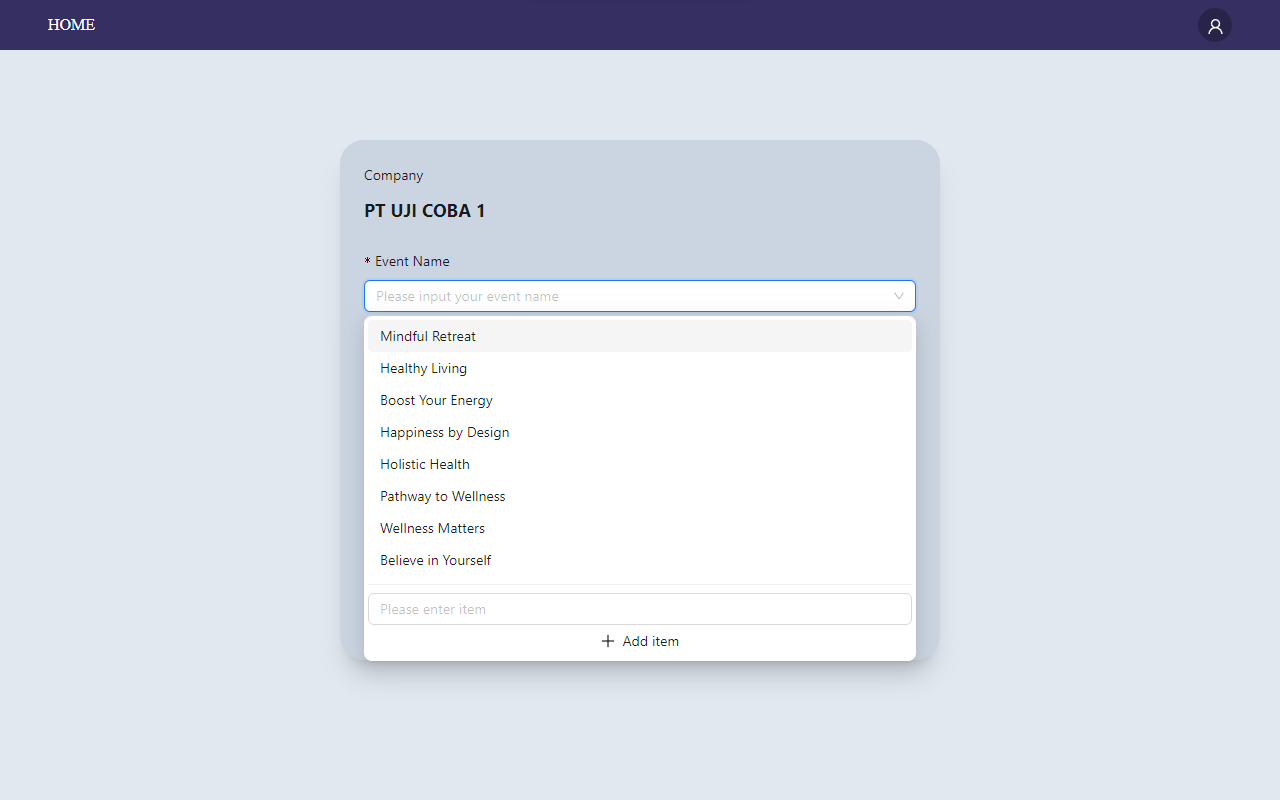 HOME
Company
PT UJI COBA 1
* Event Name
Please input your event name
Mindful Retreat
Healthy Living
Boost Your Energy
Happiness by Design
Holistic Health
Pathway to Wellness
Wellness Matters
Believe in Yourself
Please enter item
+ Add item